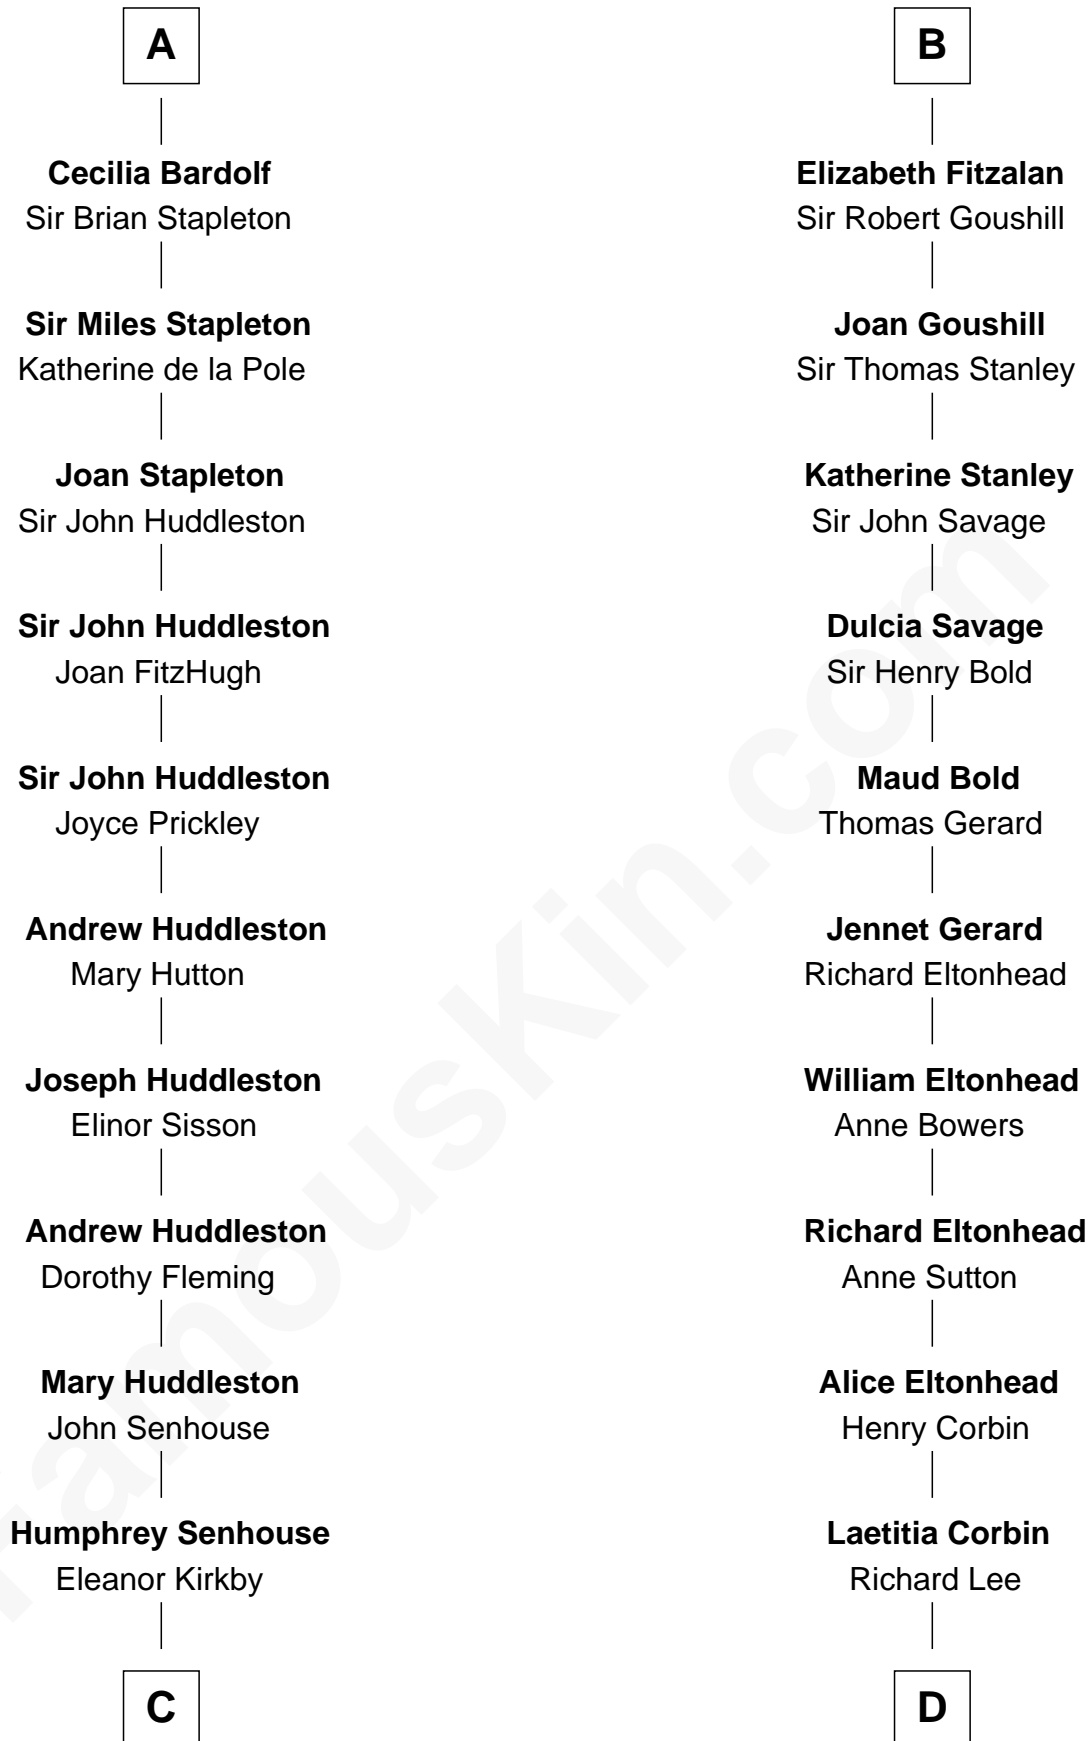 A
Cecilia Bardolf
Sir Brian Stapleton
Sir Miles Stapleton
Katherine de la Pole
Joan Stapleton
Sir John Huddleston
Sir John Huddleston
Joan FitzHugh
Sir John Huddleston
Joyce Prickley
Andrew Huddleston
Mary Hutton
Joseph Huddleston
Elinor Sisson
Andrew Huddleston
Dorothy Fleming
Mary Huddleston
John Senhouse
Humphrey Senhouse
Eleanor Kirkby
C
B
Elizabeth Fitzalan
Sir Robert Goushill
Joan Goushill
Sir Thomas Stanley
Katherine Stanley
Sir John Savage
Dulcia Savage
Sir Henry Bold
Maud Bold
Thomas Gerard
Jennet Gerard
Richard Eltonhead
William Eltonhead
Anne Bowers
Richard Eltonhead
Anne Sutton
Alice Eltonhead
Henry Corbin
Laetitia Corbin
Richard Lee
D
FamousKin.com